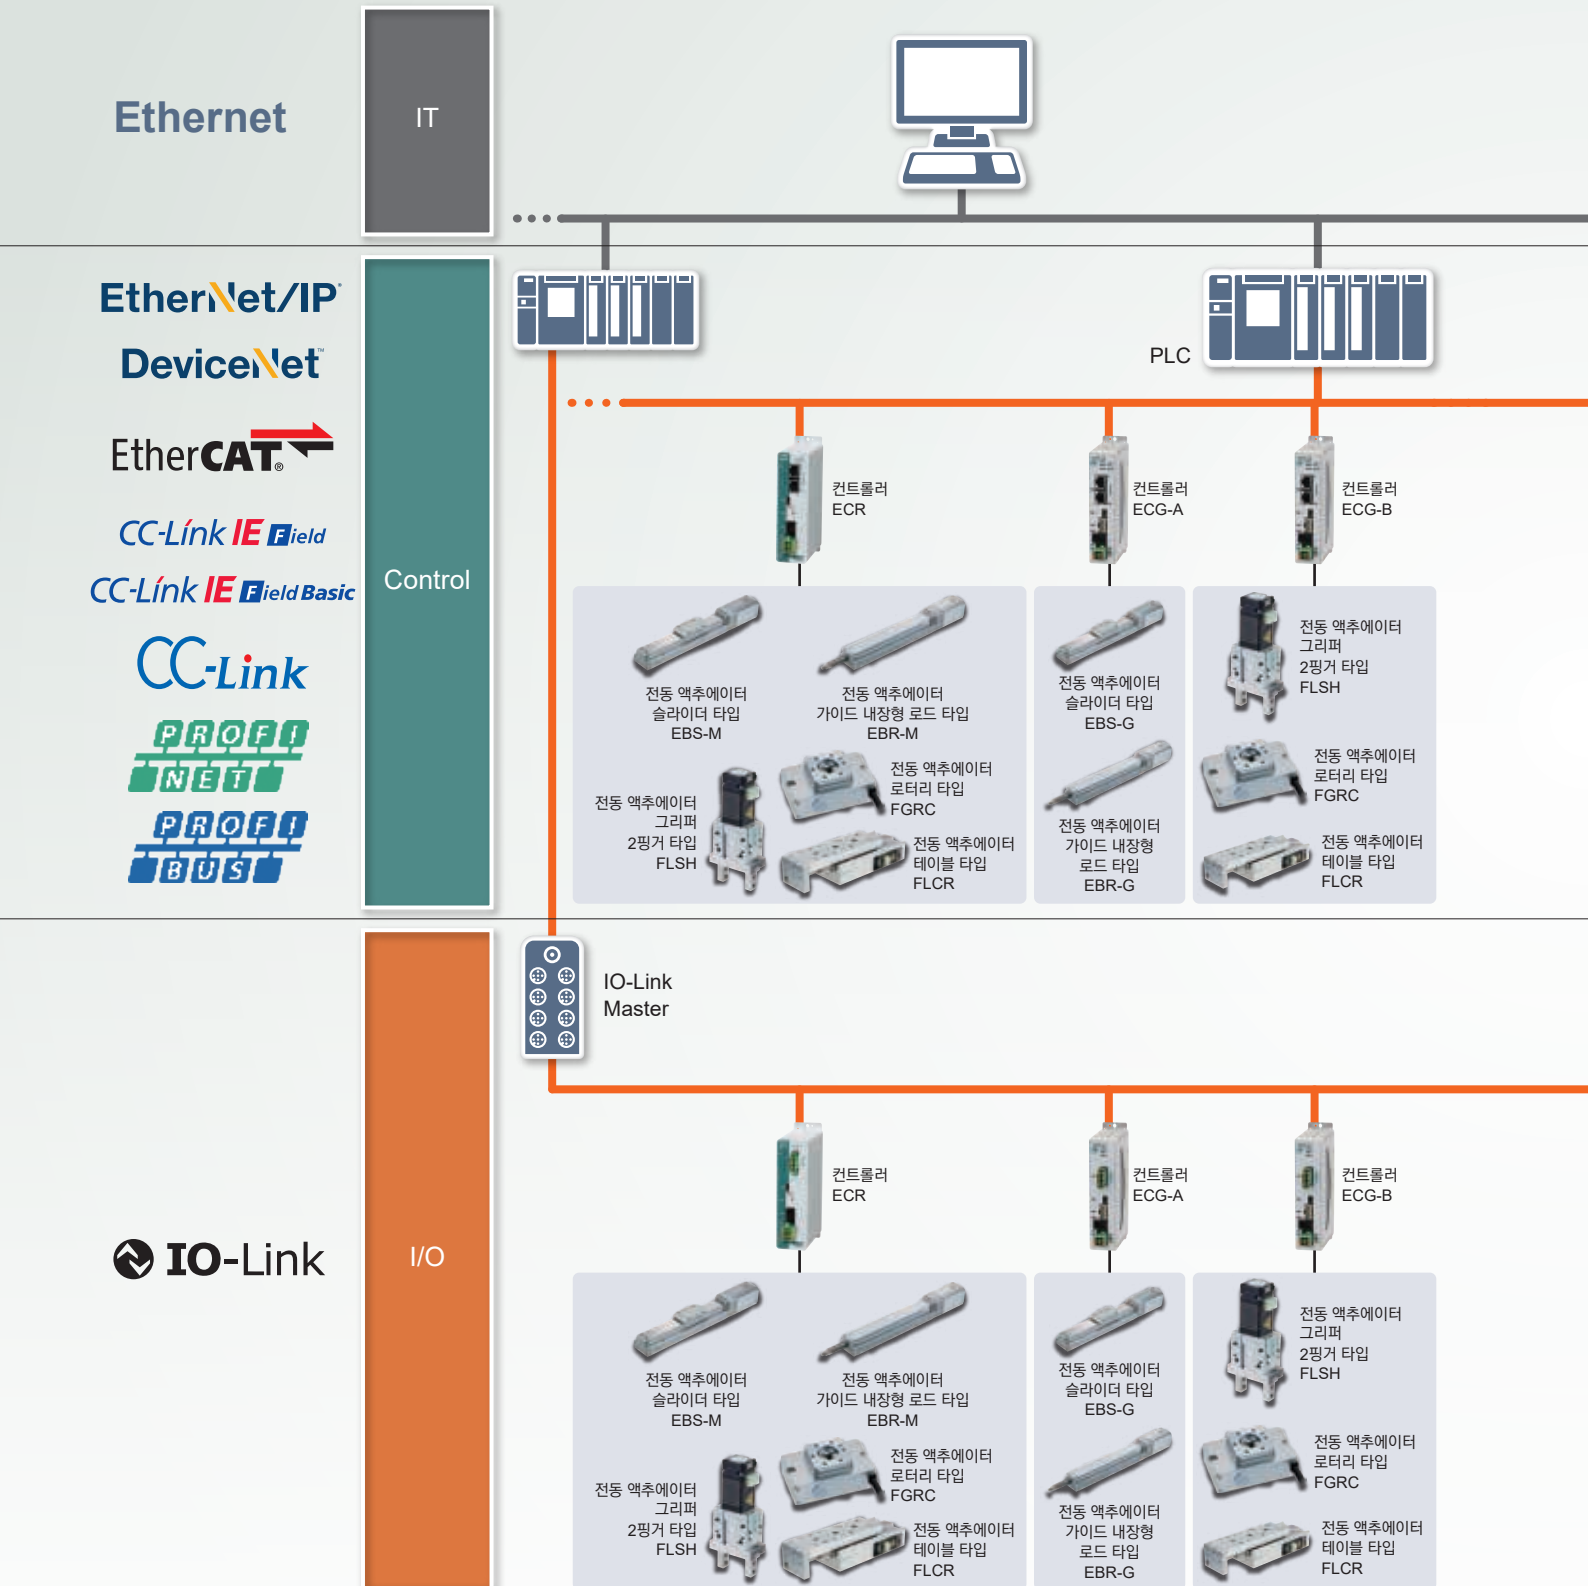 Ethernet
IT
EtherNet/IP
DeviceNet™
EtherCAT®
CC-Link IE Field
CC-Link IE Field Basic
CC-Link
PROFI
NET
PROFI
BUS
Control
PLC
컨트롤러
ECR
컨트롤러
ECG-A
컨트롤러
ECG-B
전동 액추에이터
슬라이더 타입
EBS-M
전동 액추에이터
가이드 내장형 로드 타입
EBR-M
전동 액추에이터
그리퍼
2핑거 타입
FLSH
전동 액추에이터
로터리 타입
FGRC
전동 액추에이터
테이블 타입
FLCR
전동 액추에이터
슬라이더 타입
EBS-G
전동 액추에이터
가이드 내장형
로드 타입
EBR-G
전동 액추에이터
그리퍼
2핑거 타입
FLSH
전동 액추에이터
로터리 타입
FGRC
전동 액추에이터
테이블 타입
FLCR
IO-Link
I/O
IO-Link
Master
컨트롤러
ECR
컨트롤러
ECG-A
컨트롤러
ECG-B
전동 액추에이터
슬라이더 타입
EBS-M
전동 액추에이터
가이드 내장형 로드 타입
EBR-M
전동 액추에이터
그리퍼
2핑거 타입
FLSH
전동 액추에이터
로터리 타입
FGRC
전동 액추에이터
테이블 타입
FLCR
전동 액추에이터
슬라이더 타입
EBS-G
전동 액추에이터
가이드 내장형
로드 타입
EBR-G
전동 액추에이터
그리퍼
2핑거 타입
FLSH
전동 액추에이터
로터리 타입
FGRC
전동 액추에이터
테이블 타입
FLCR